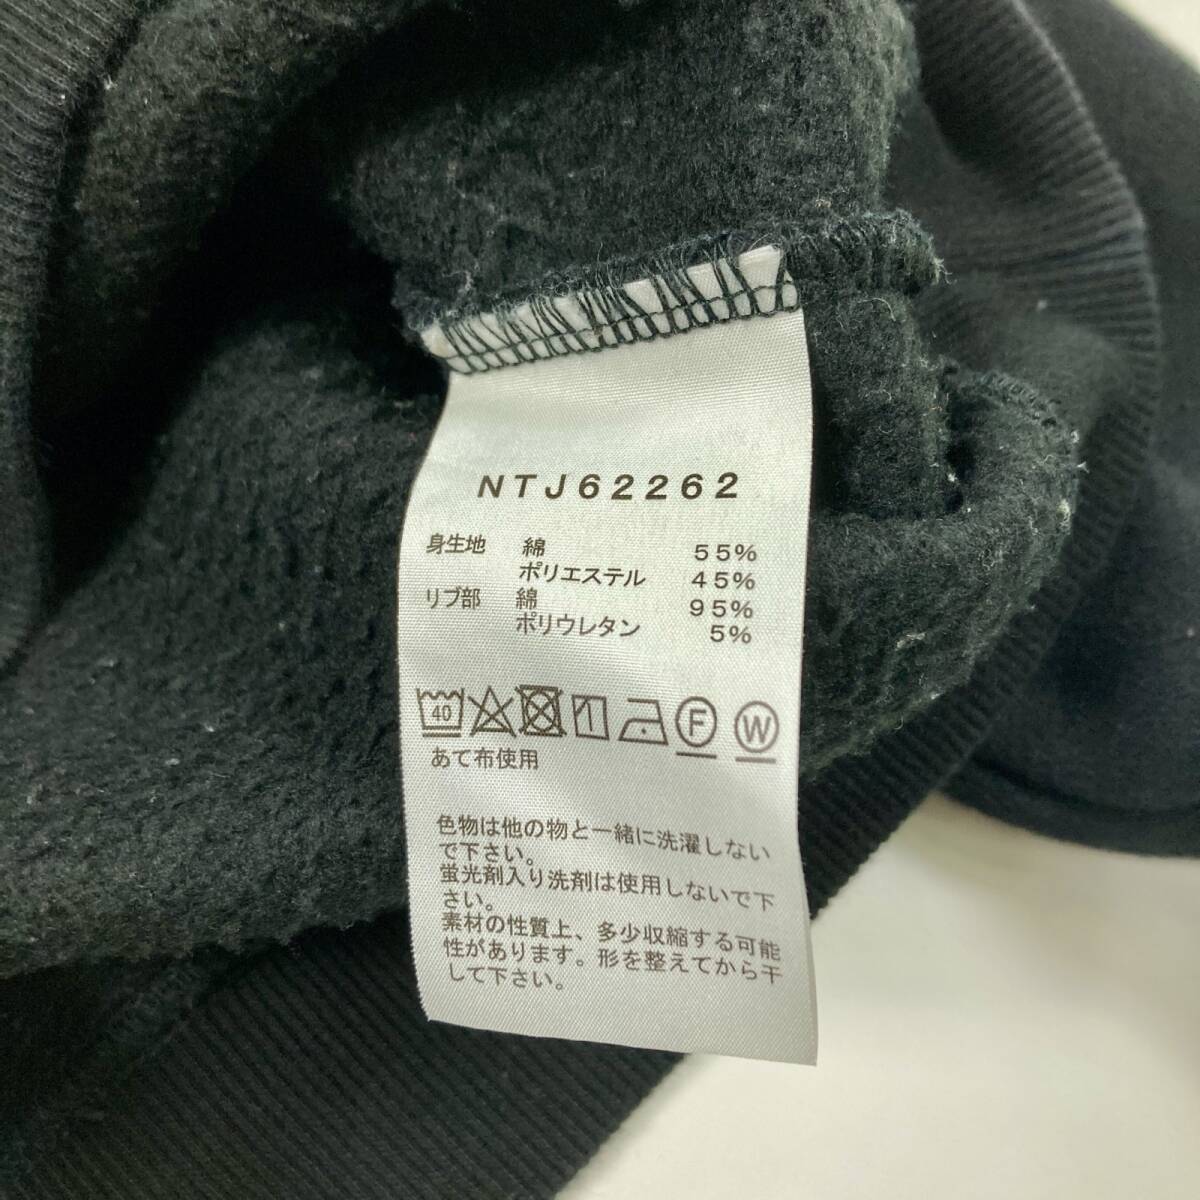 NTJ62262
身生地 綿 55%
ポリエステル 45%
リブ部 綿 95%
ポリウレタン 5%
40 F W
あて布使用
色物は他の物と一緒に洗濯しない
で下さい。
蛍光剤入り洗剤は使用しないで下
さい。
素材の性質上、多少収縮する可能
性があります。形を整えてから干
して下さい。